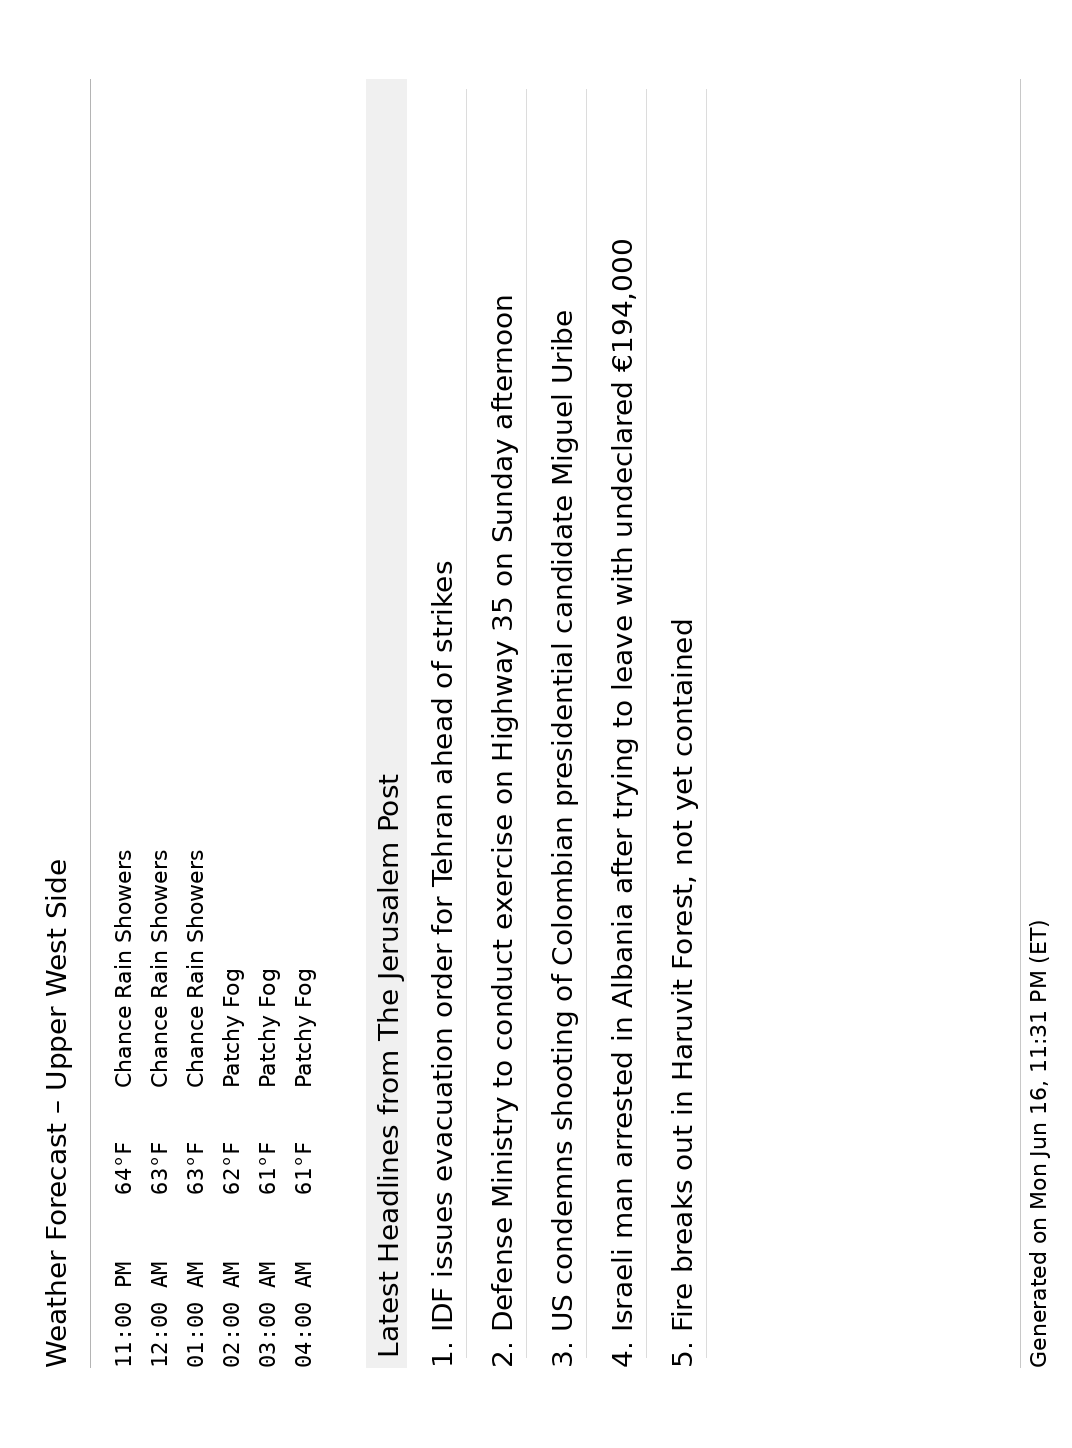 Weather Forecast – Upper West Side
11:00 PM 64°F Chance Rain Showers
12:00 AM 63°F Chance Rain Showers
01:00 AM 63°F Chance Rain Showers
02:00 AM 62°F Patchy Fog
03:00 AM 61°F Patchy Fog
04:00 AM 61°F Patchy Fog
Latest Headlines from The Jerusalem Post
1. IDF issues evacuation order for Tehran ahead of strikes
2. Defense Ministry to conduct exercise on Highway 35 on Sunday afternoon
3. US condemns shooting of Colombian presidential candidate Miguel Uribe
4. Israeli man arrested in Albania after trying to leave with undeclared €194,000
5. Fire breaks out in Haruvit Forest, not yet contained
Generated on Mon Jun 16, 11:31 PM (ET)